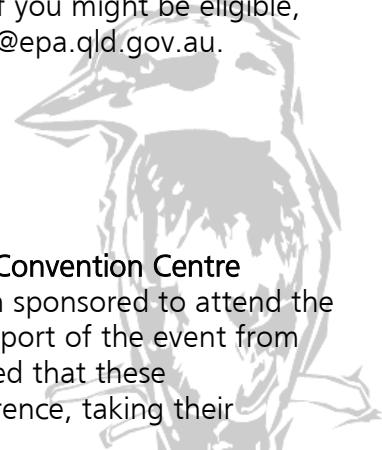 f you might be eligible,
@epa.qld.gov.au.
Convention Centre
n sponsored to attend the
port of the event from
ed that these
rence, taking their